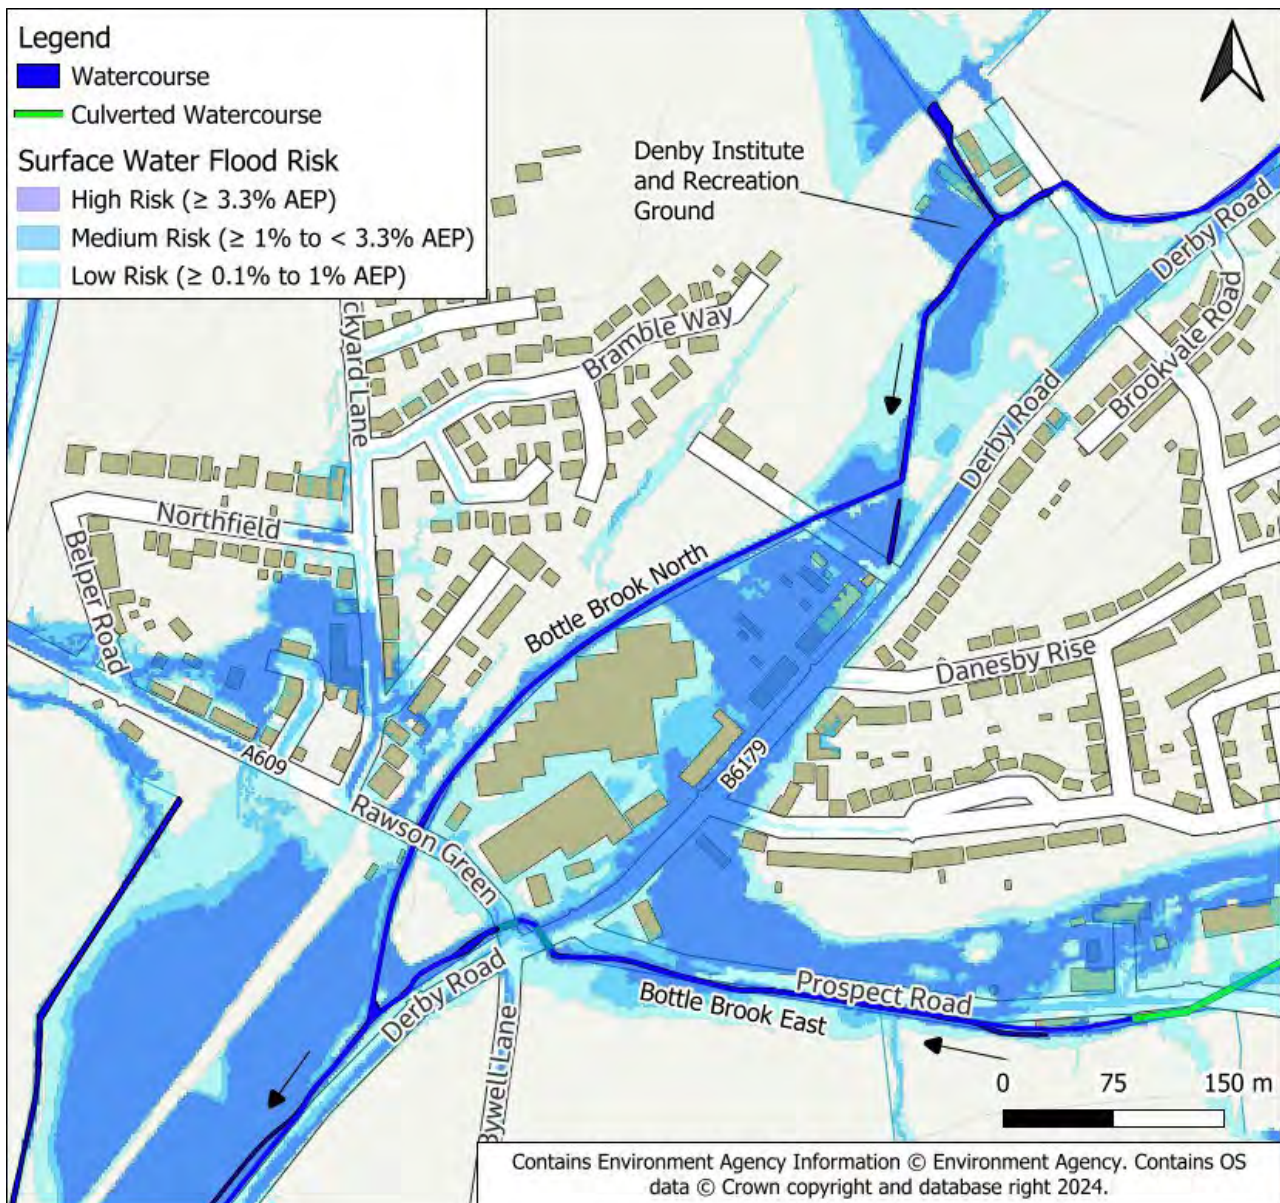 Legend
Watercourse
Culverted Watercourse
Surface Water Flood Risk
High Risk (≥ 3.3% AEP)
Medium Risk (≥ 1% to < 3.3% AEP)
Low Risk (≥ 0.1% to 1% AEP)
Denby Institute
and Recreation
Ground
Derby Road
Brookvale Road
Derby Road
ckyard Lane
Bramble Way
Northfield
Belper Road
Bottle Brook North
Danesby Rise
A609
B6179
Rawson Green
Derby Road
Prospect Road
Bottle Brook East
Bywell Lane
0 75 150 m
Contains Environment Agency Information © Environment Agency. Contains OS
data © Crown copyright and database right 2024.